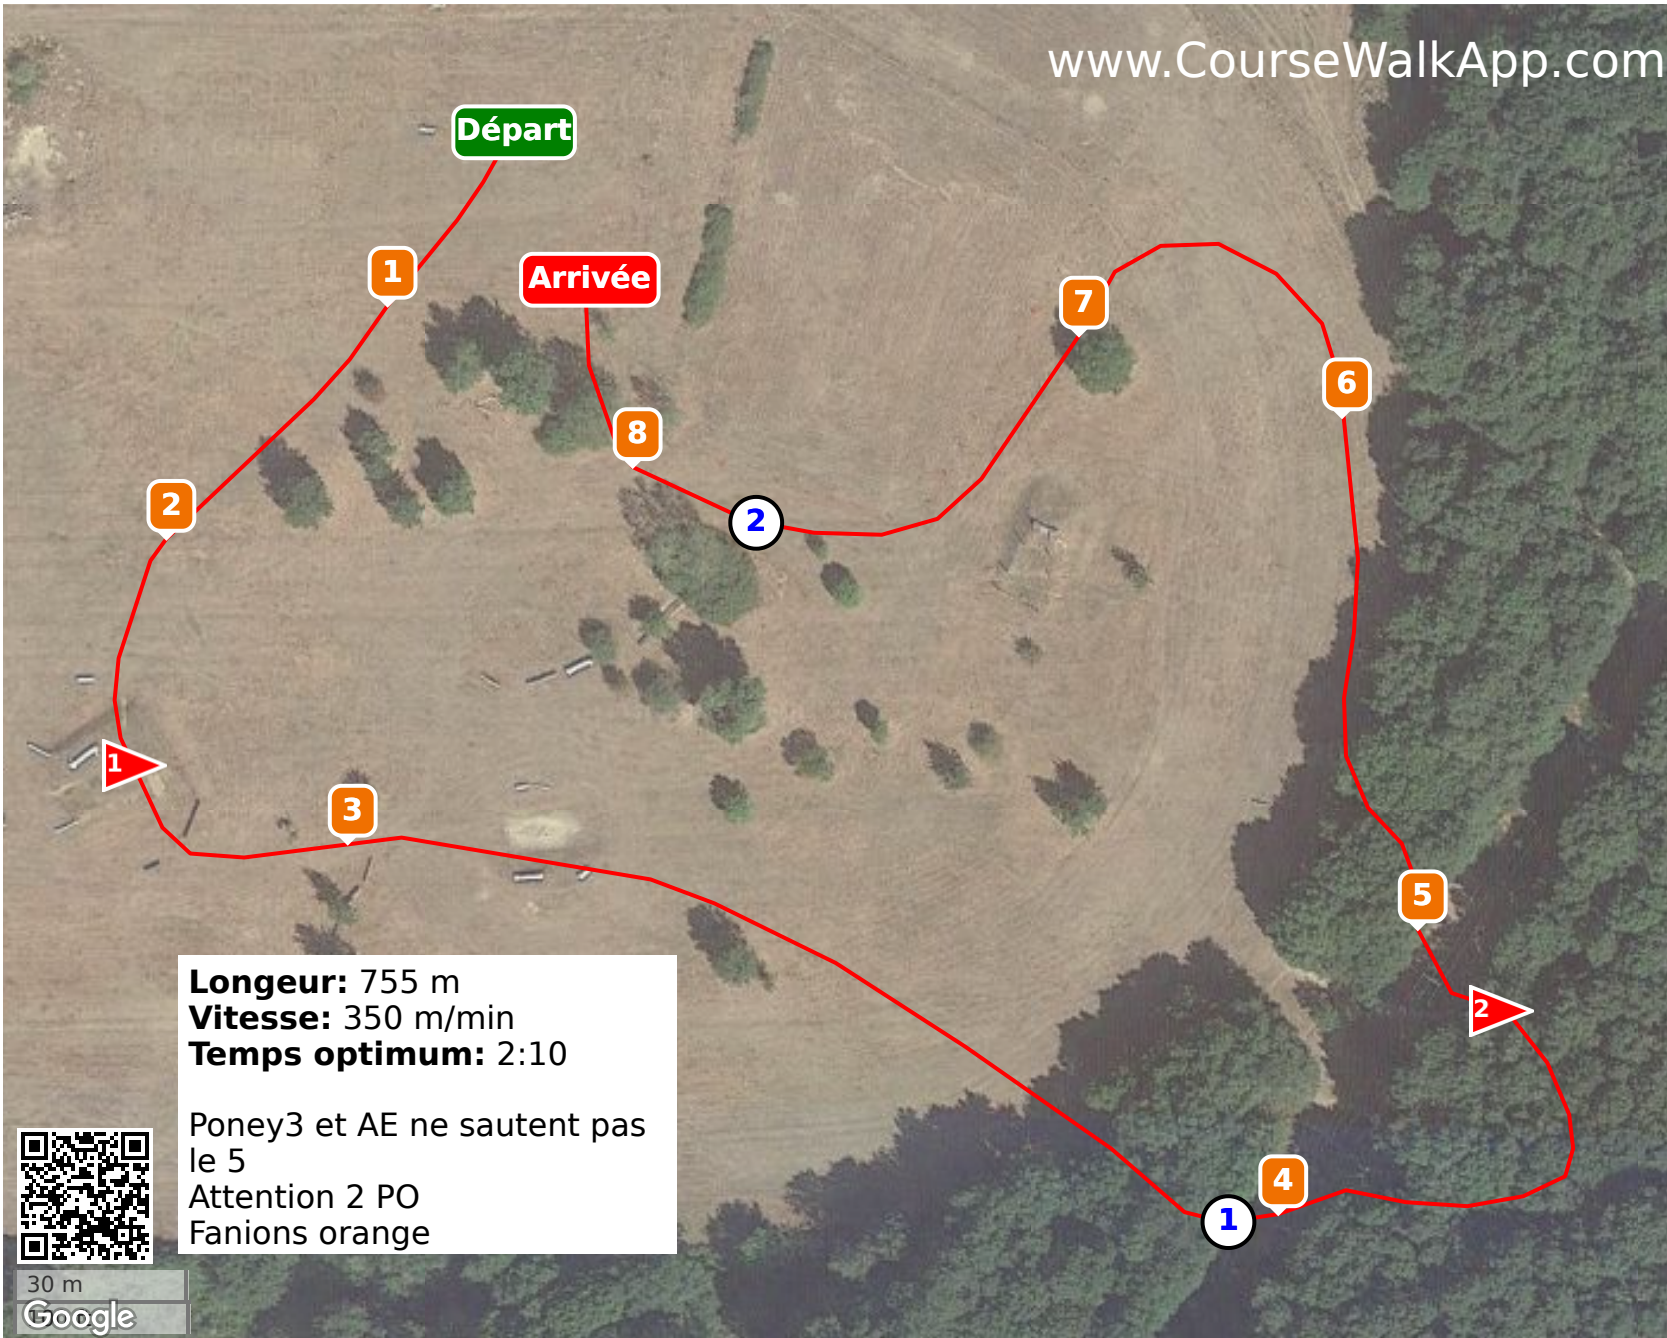 www.CourseWalkApp.com
Départ
1
Arrivée
7
6
8
2
2
1
3
5
2
4
1
Longeur: 755 m
Vitesse: 350 m/min
Temps optimum: 2:10
Poney3 et AE ne sautent pas
le 5
Attention 2 PO
Fanions orange
30 m
Google